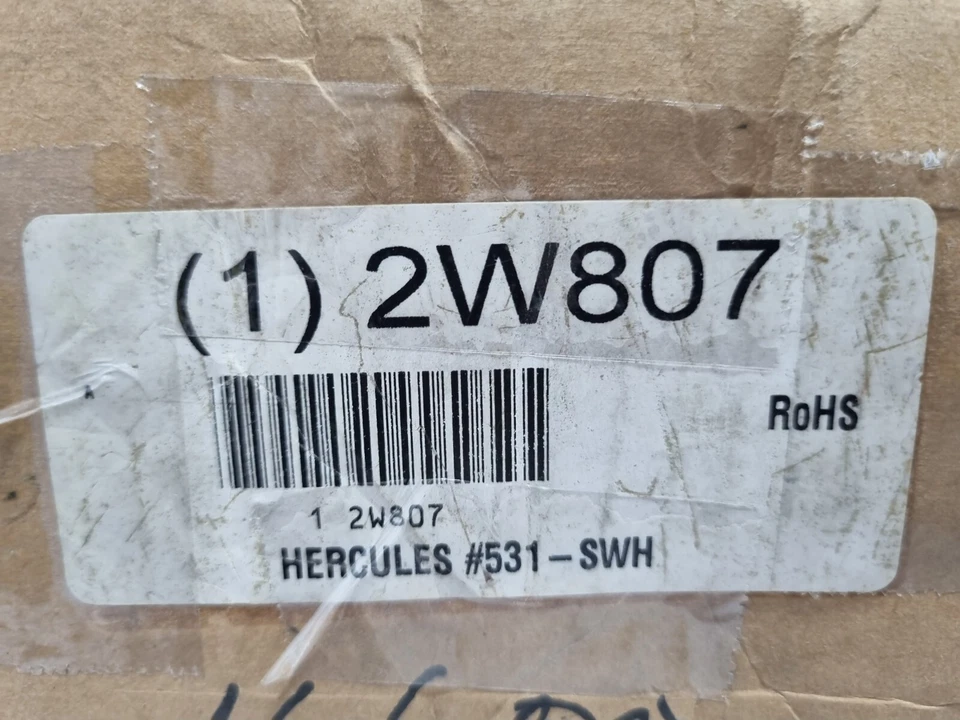 (1) 2W807
A
RoHS
1 2W807
HERCULES #531-SWH